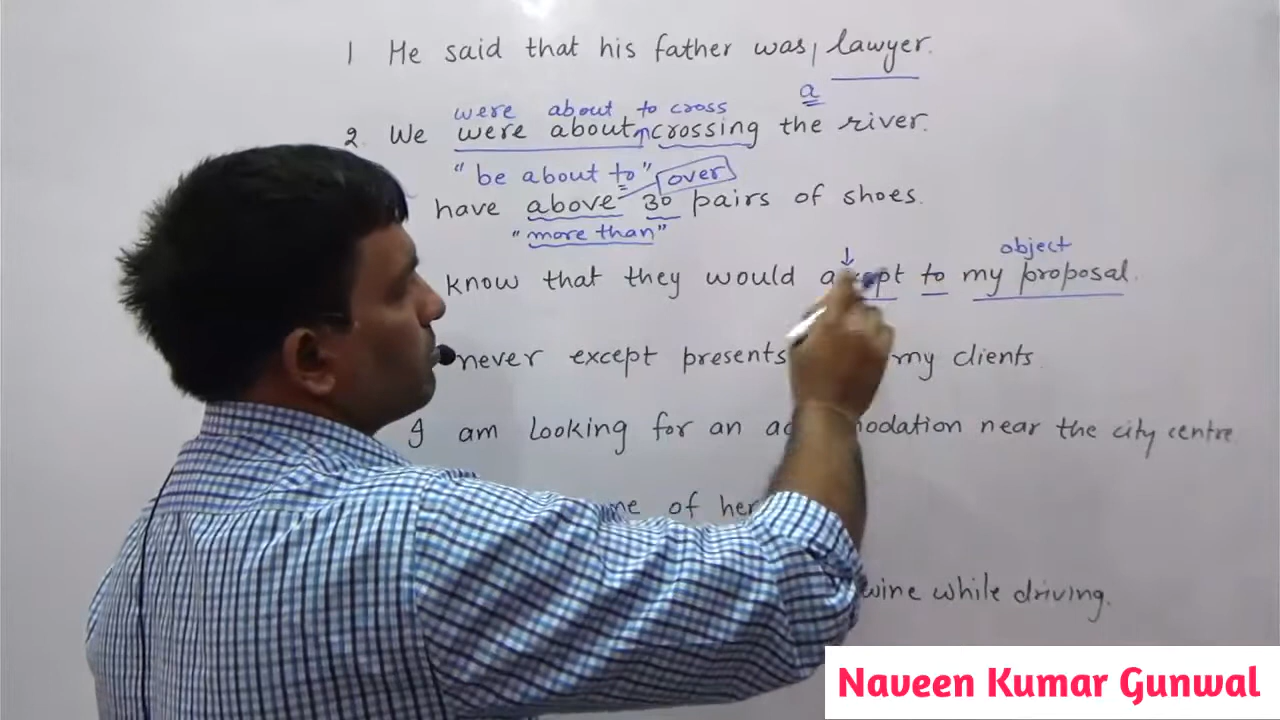 1 He said that his father was, lawyer.
a
were about to cross
2. We were about crossing the river.
"be about to" over
have above 30 pairs of shoes.
"more than"
object
know that they would to my proposal.
never except presents my clients.
I am looking for an near the city centre
of her
wine while driving.
Naveen Kumar Gunwal